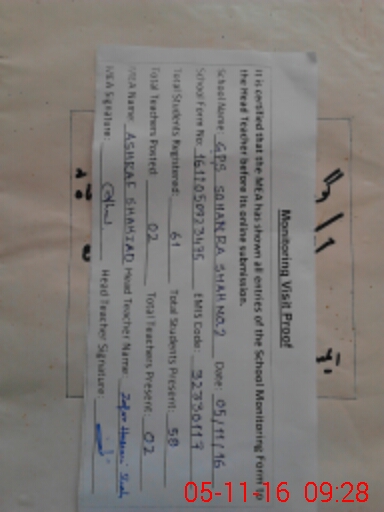 Monitoring Visit Proof
It is certified that the MEA has shown all entries of the School Monitoring Form to
the Head Teacher before its online submission.
School Name: GPS SOHANRA SHAH NO.2 Date: 05/11/16
School Form No: EMIS Code: 32330117
Total Students Registered: 61 Total Students Present: 58
Total Teachers Posted: 02 Total Teachers Present: 02
MEA Name: ASHRAF SHAHZAD Head Teacher Name:
MEA Signature: Head Teacher Signature:
05-11-16 09:28